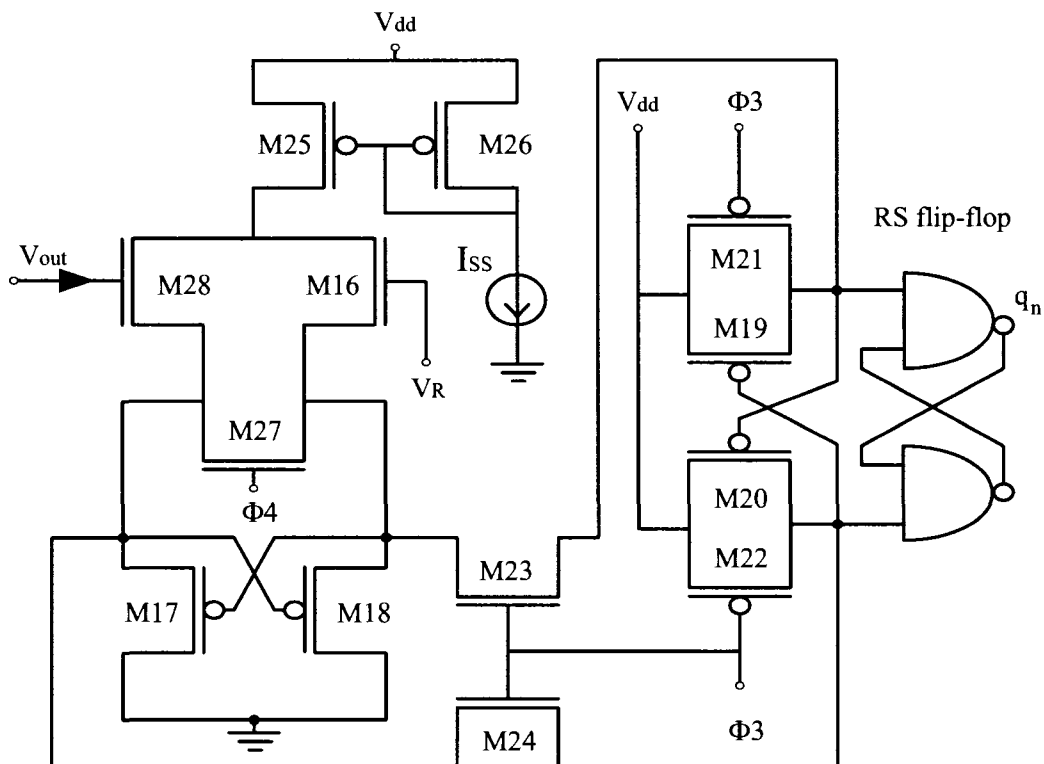 Vdd
M25
M26
Vdd
Φ3
RS flip-flop
Vout
M28
M16
ISS
M21
M19
qn
VR
M27
Φ4
M20
M22
M23
M17
M18
M24
Φ3